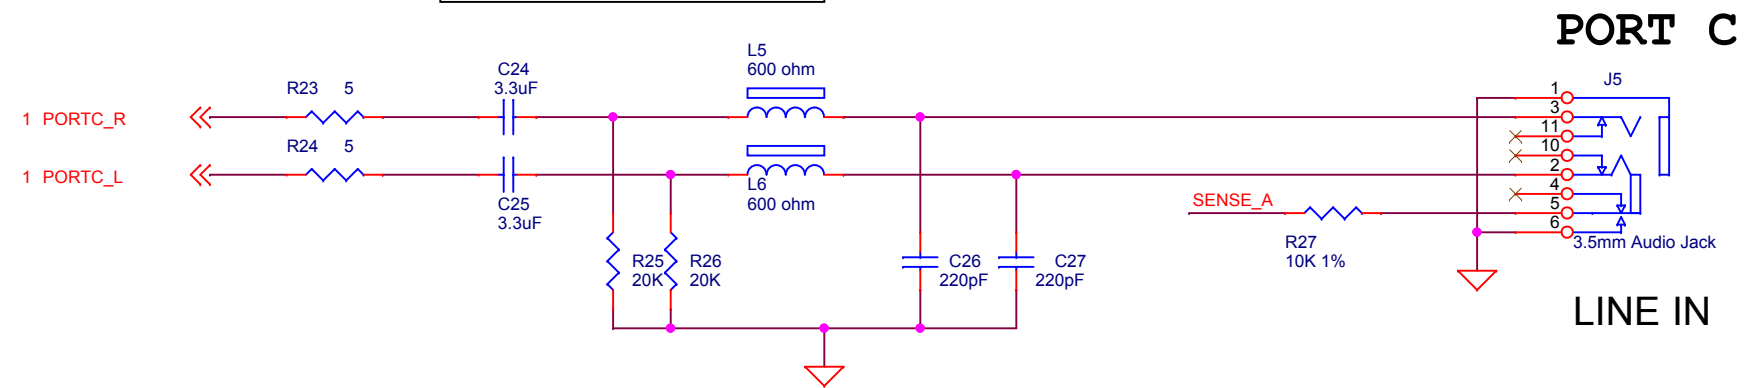 PORT C
L5
600 ohm
C24
3.3uF
R23 5
J5
1 PORTC_R
1
3
11
R24 5
10
1 PORTC_L
2
L6
600 ohm
C25
3.3uF
4
SENSE_A
5
6
R27
10K 1%
3.5mm Audio Jack
R25
20K
R26
20K
C26
220pF
C27
220pF
LINE IN